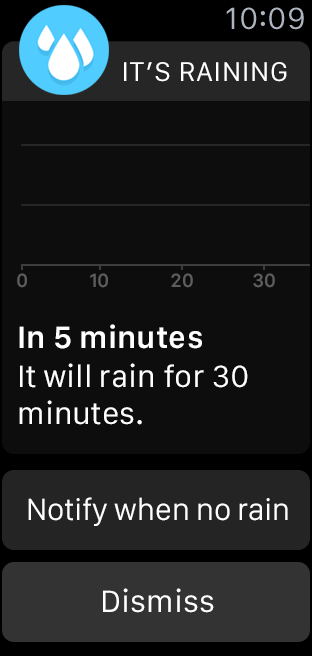 10:09
IT’S RAINING
0 10 20 30
In 5 minutes
It will rain for 30
minutes.
Notify when no rain
Dismiss